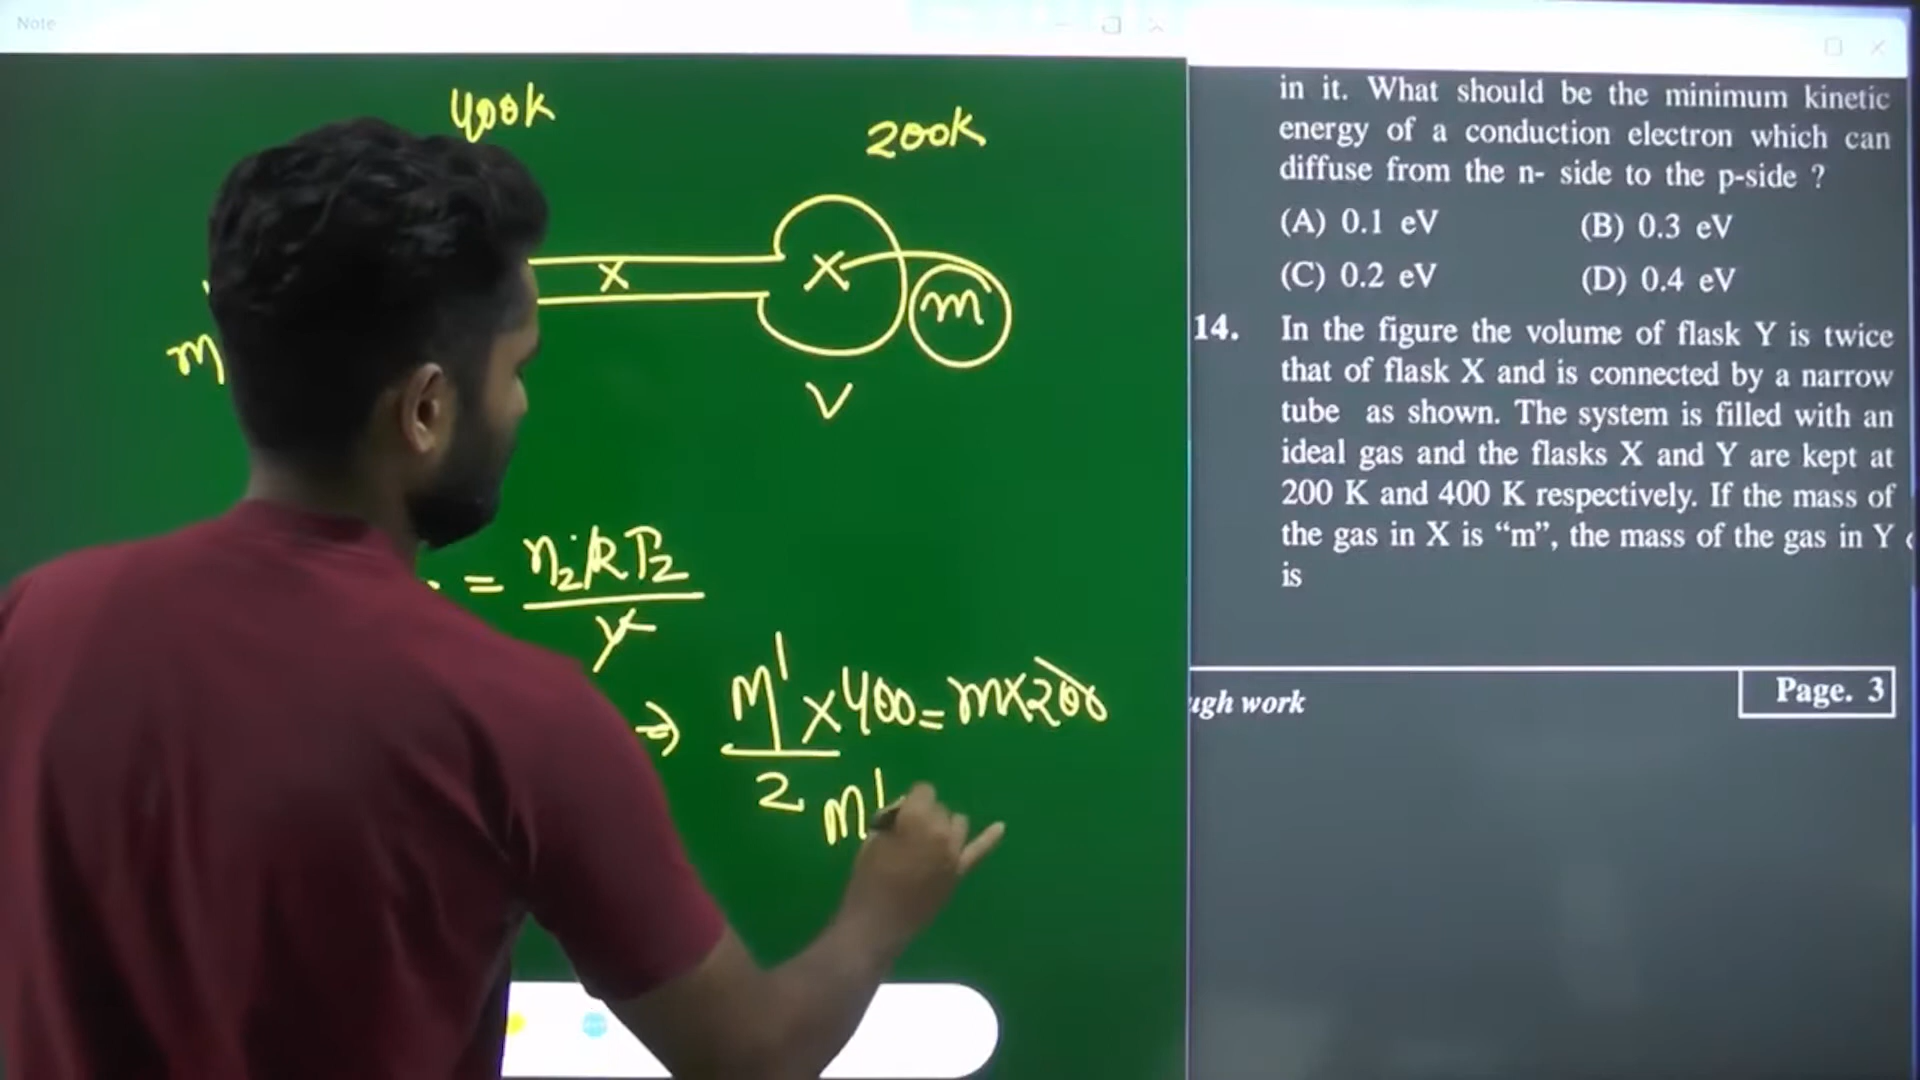 Note
400K
200K
X
X
m
m
V
= n₂RT₂
V
⇒ m' × 400 = m × 200
2
m'
in it. What should be the minimum kinetic
energy of a conduction electron which can
diffuse from the n- side to the p-side ?
(A) 0.1 eV (B) 0.3 eV
(C) 0.2 eV (D) 0.4 eV
14. In the figure the volume of flask Y is twice
that of flask X and is connected by a narrow
tube as shown. The system is filled with an
ideal gas and the flasks X and Y are kept at
200 K and 400 K respectively. If the mass of
the gas in X is “m”, the mass of the gas in Y
is
ugh work
Page. 3